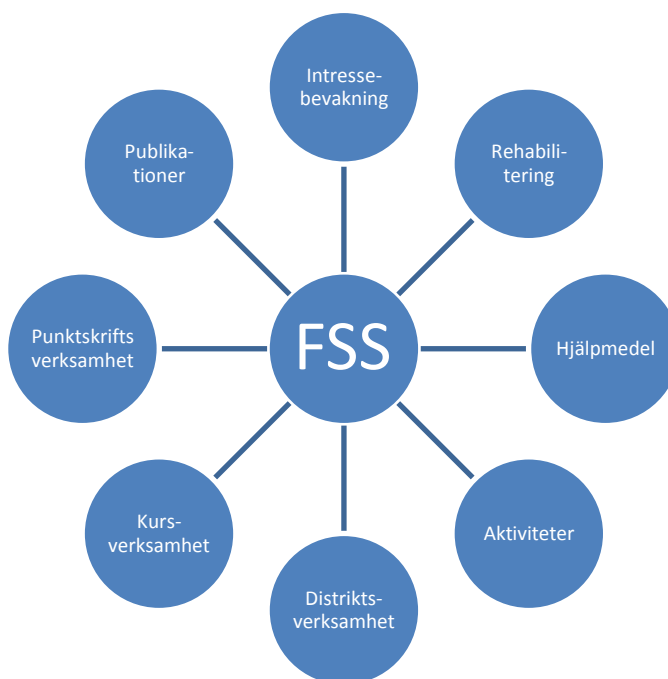 Intresse-
bevakning
Rehabili-
tering
Hjälpmedel
Aktiviteter
Distrikts-
verksamhet
Kurs-
verksamhet
Punktskrifts
verksamhet
Publika-
tioner
FSS